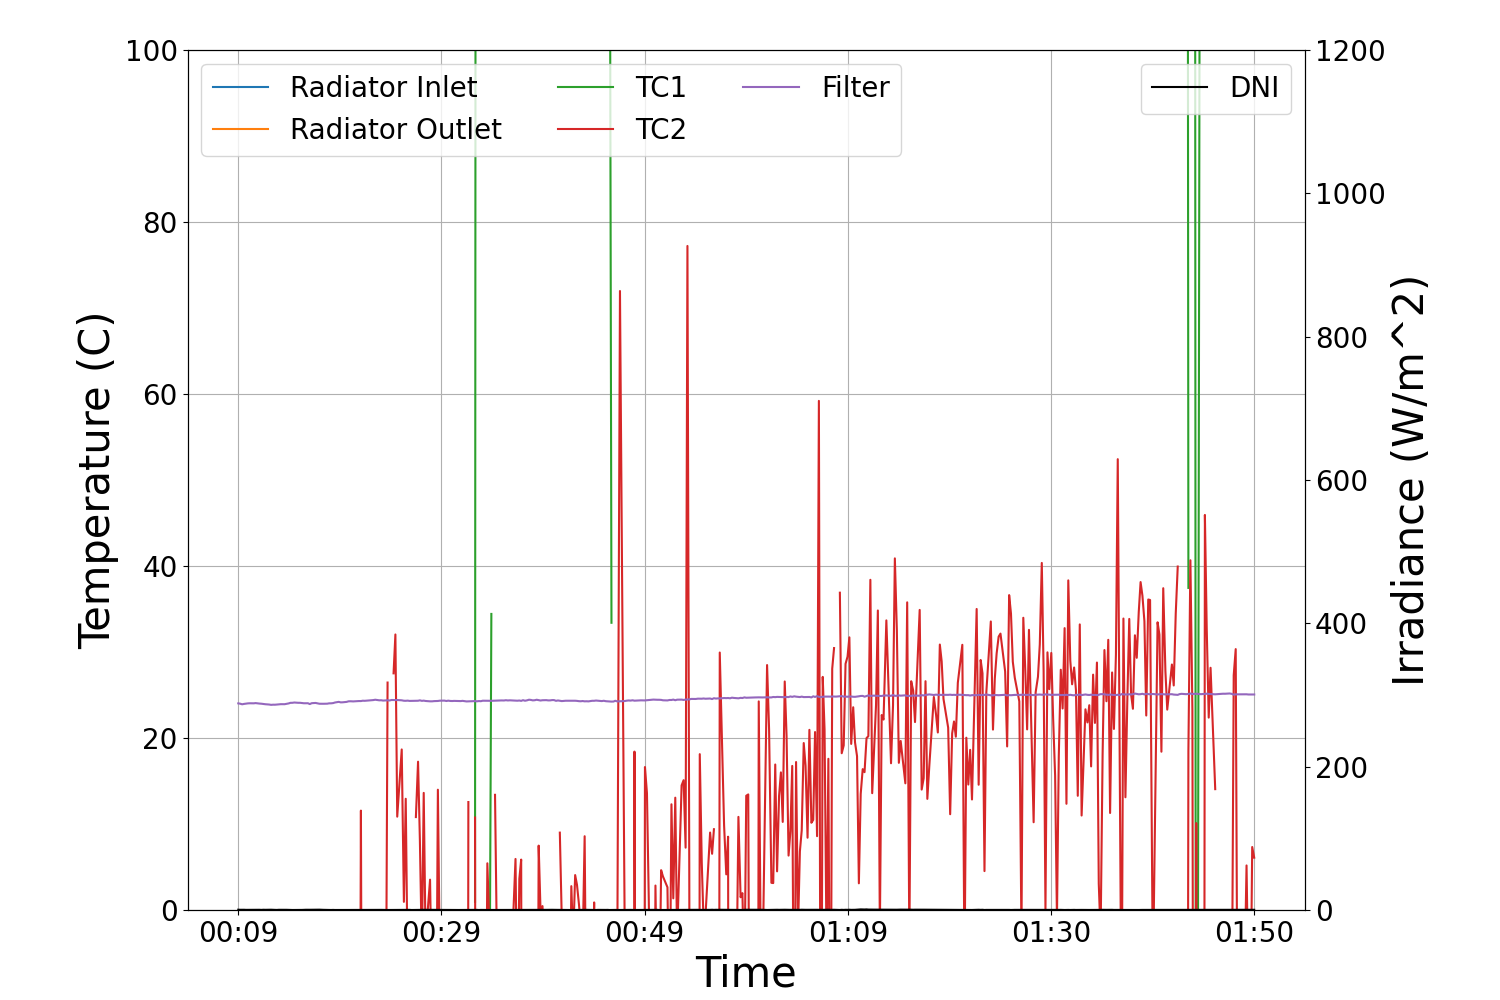 100
80
60
40
20
0
Temperature (C)
Radiator Inlet
Radiator Outlet
TC1
TC2
Filter
DNI
1200
1000
800
600
400
200
0
Irradiance (W/m^2)
00:09 00:29 00:49 01:09 01:30 01:50
Time